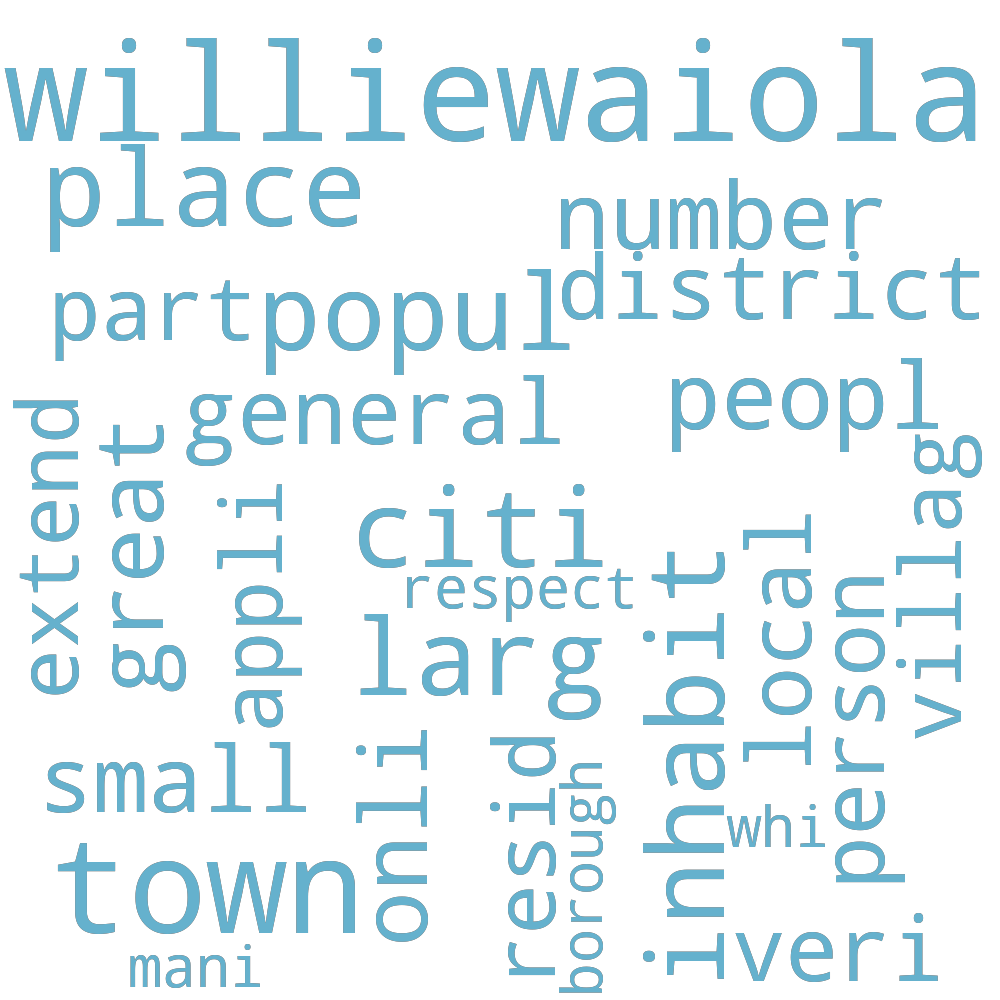 williewaiola
place
number
district
part
popul
general
peopl
extend
great
appli
citi
respect
larg
inhabit
local
person
villag
small
onli
resid
borough
whi
town
mani
veri